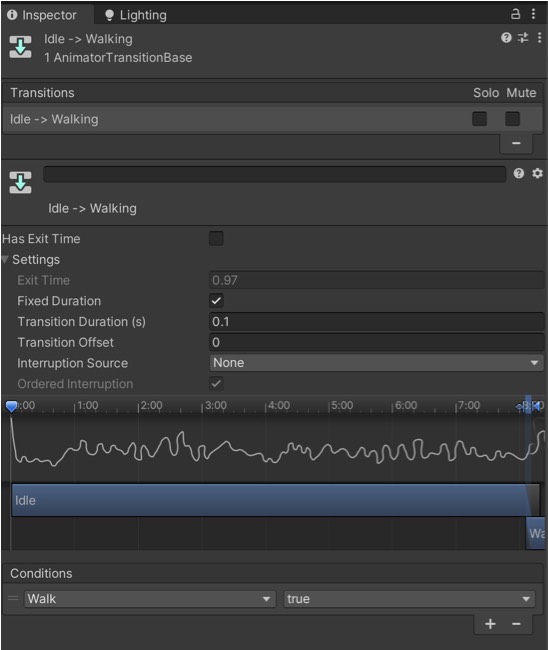 Inspector Lighting
Idle -> Walking
1 AnimatorTransitionBase
Transitions Solo Mute
Idle -> Walking
Idle -> Walking
Has Exit Time
Settings
Exit Time 0.97
Fixed Duration
Transition Duration (s) 0.1
Transition Offset 0
Interruption Source None
Ordered Interruption
0:00 1:00 2:00 3:00 4:00 5:00 6:00 7:00
Idle
Wa
Conditions
Walk true